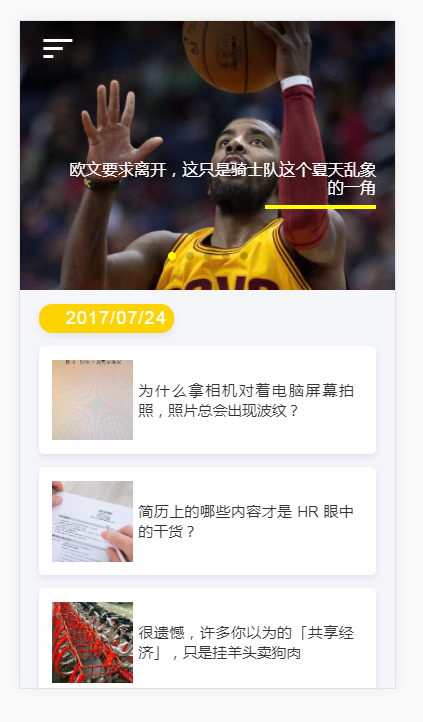 欧文要求离开，这只是骑士队这个夏天乱象
的一角
2017/07/24
为什么拿相机对着电脑屏幕拍
照，照片总会出现波纹？
简历上的哪些内容才是 HR 眼中
的干货？
很遗憾，许多你以为的「共享经
济」，只是挂羊头卖狗肉